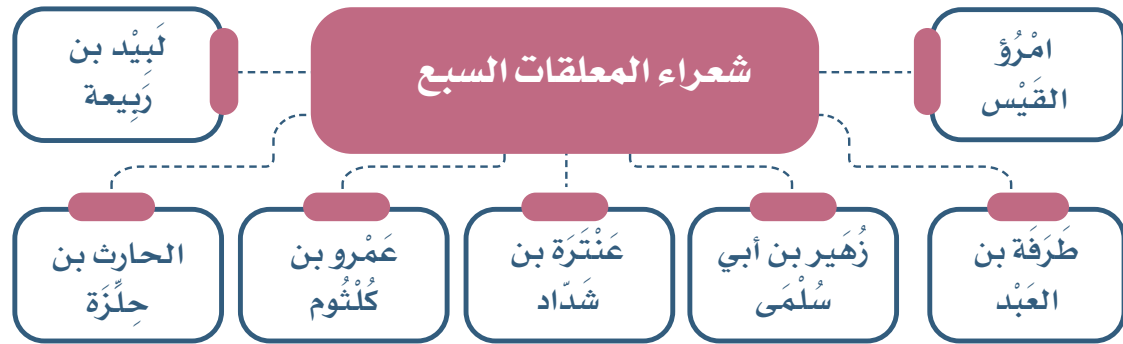 شعراء المعلقات السبع
امْرُؤ
القَيْس
لَبِيْد بن
رَبِيعة
طَرَفَة بن
العَبْد
زُهَير بن أبي
سُلْمَى
عَنْتَرَة بن
شَدّاد
عَمْرو بن
كُلْثُوم
الحارث بن
حِلِّزَة